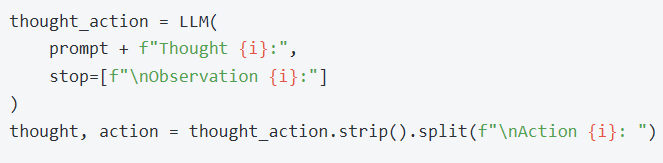 thought_action = LLM(
    prompt + f"Thought {i}:",
    stop=[f"\nObservation {i}:"]
)
thought, action = thought_action.strip().split(f"\nAction {i}: ")